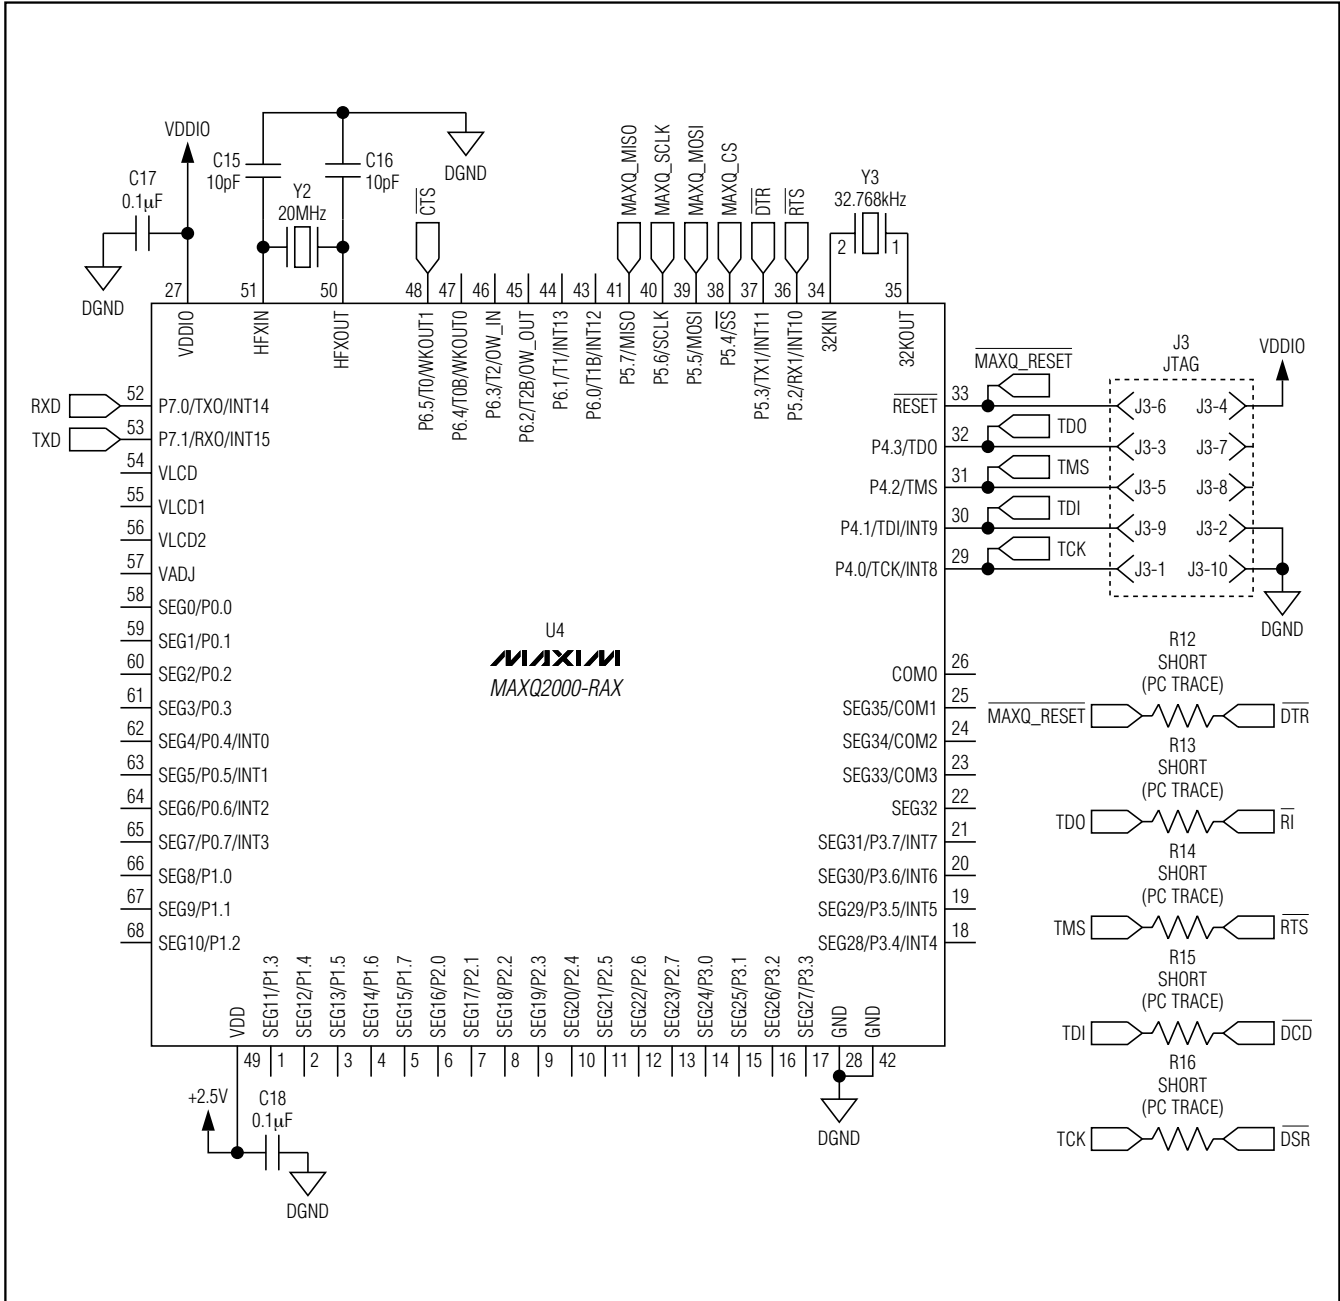 VDDIO
C17
0.1µF
DGND
C15
10pF
Y2
20MHz
C16
10pF
DGND
CTS
MAXQ_MISO
MAXQ_SCLK
MAXQ_MOSI
MAXQ_CS
DTR
RTS
Y3
32.768kHz
2
1
27
51
50
48
47
46
45
44
43
41
40
39
38
37
36
34
35
VDDIO
HFXIN
HFXOUT
P6.5/T0/WKOUT1
P6.4/T0B/WKOUT0
P6.3/T2/OW_IN
P6.2/T2B/OW_OUT
P6.1/T1/INT13
P6.0/T1B/INT12
P5.7/MISO
P5.6/SCLK
P5.5/MOSI
P5.4/SS
P5.3/TX1/INT11
P5.2/RX1/INT10
32KIN
32KOUT
RXD
52
P7.0/TXO/INT14
TXD
53
P7.1/RXO/INT15
54
VLCD
55
VLCD1
56
VLCD2
57
VADJ
58
SEG0/P0.0
59
SEG1/P0.1
60
SEG2/P0.2
61
SEG3/P0.3
62
SEG4/P0.4/INT0
63
SEG5/P0.5/INT1
64
SEG6/P0.6/INT2
65
SEG7/P0.7/INT3
66
SEG8/P1.0
67
SEG9/P1.1
68
SEG10/P1.2
U4
MAXIM
MAXQ2000-RAX
RESET
33
MAXQ_RESET
P4.3/TDO
32
TDO
P4.2/TMS
31
TMS
P4.1/TDI/INT9
30
TDI
P4.0/TCK/INT8
29
TCK
J3
JTAG
VDDIO
J3-6 J3-4
J3-3 J3-7
J3-5 J3-8
J3-9 J3-2
J3-1 J3-10
DGND
COM0
26
SEG35/COM1
25
SEG34/COM2
24
SEG33/COM3
23
SEG32
22
SEG31/P3.7/INT7
21
SEG30/P3.6/INT6
20
SEG29/P3.5/INT5
19
SEG28/P3.4/INT4
18
R12
SHORT
(PC TRACE)
MAXQ_RESET
DTR
R13
SHORT
(PC TRACE)
TDO
RI
R14
SHORT
(PC TRACE)
TMS
RTS
R15
SHORT
(PC TRACE)
TDI
DCD
R16
SHORT
(PC TRACE)
TCK
DSR
VDD
SEG11/P1.3
SEG12/P1.4
SEG13/P1.5
SEG14/P1.6
SEG15/P1.7
SEG16/P2.0
SEG17/P2.1
SEG18/P2.2
SEG19/P2.3
SEG20/P2.4
SEG21/P2.5
SEG22/P2.6
SEG23/P2.7
SEG24/P3.0
SEG25/P3.1
SEG26/P3.2
SEG27/P3.3
GND
GND
49
1
2
3
4
5
6
7
8
9
10
11
12
13
14
15
16
17
28
42
+2.5V
C18
0.1µF
DGND
DGND